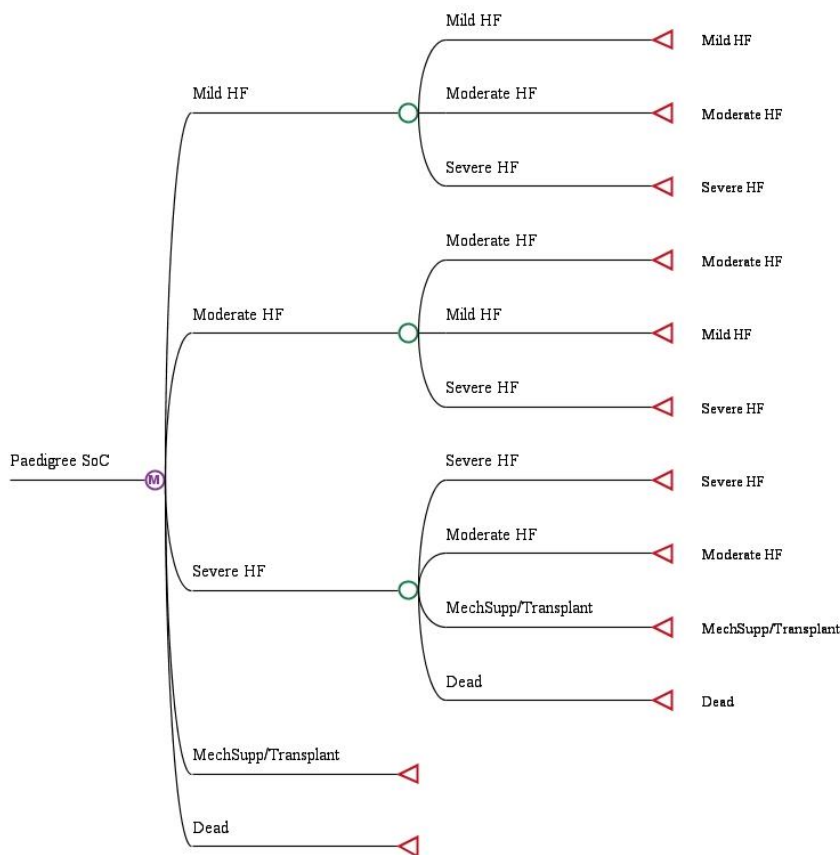 Mild HF
Mild HF
Mild HF
Moderate HF
Moderate HF
Severe HF
Severe HF
Moderate HF
Moderate HF
Moderate HF
Mild HF
Mild HF
Severe HF
Severe HF
Paedigree SoC
M
Severe HF
Severe HF
Severe HF
Moderate HF
Moderate HF
MechSupp/Transplant
MechSupp/Transplant
Dead
Dead
MechSupp/Transplant
Dead